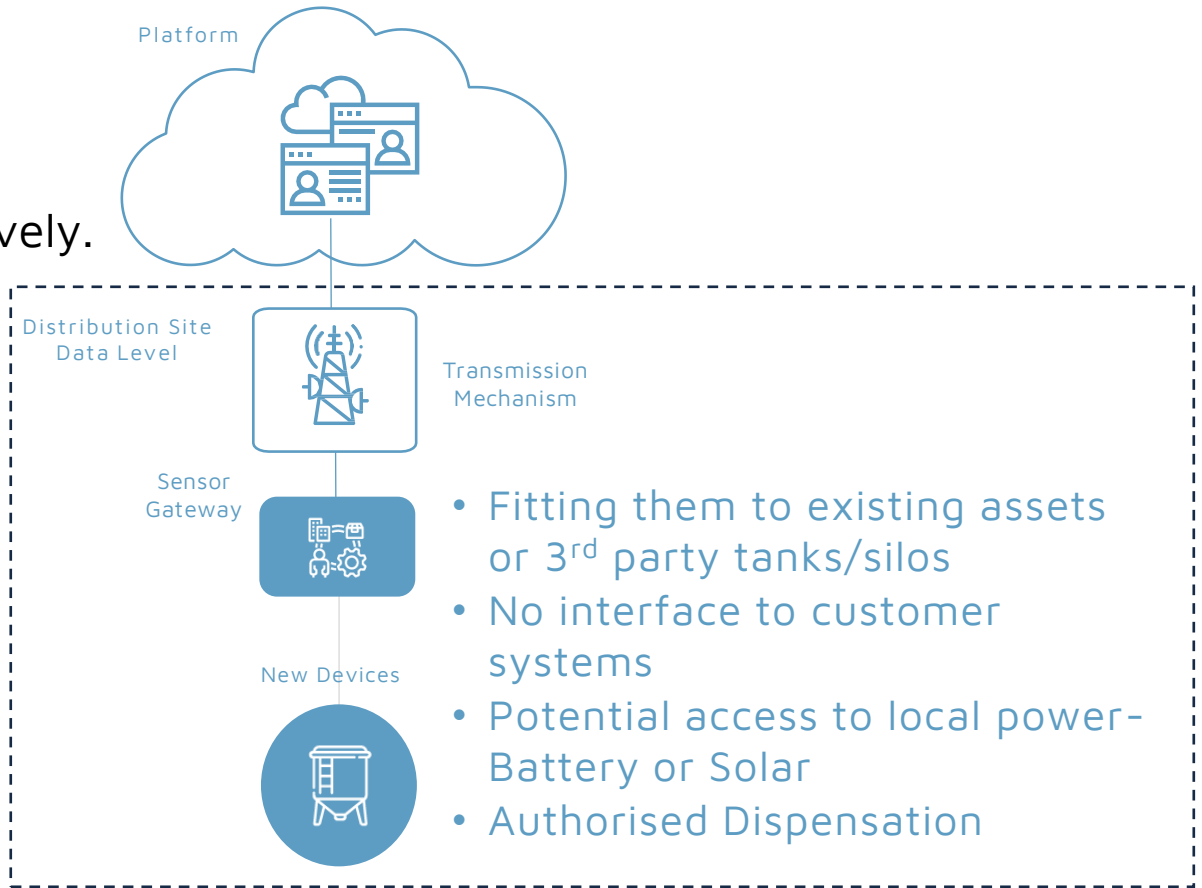 Platform
vely.
Distribution Site
Data Level
Transmission
Mechanism
Sensor
Gateway
• Fitting them to existing assets
or 3rd party tanks/silos
• No interface to customer
systems
• Potential access to local power-
Battery or Solar
• Authorised Dispensation
New Devices